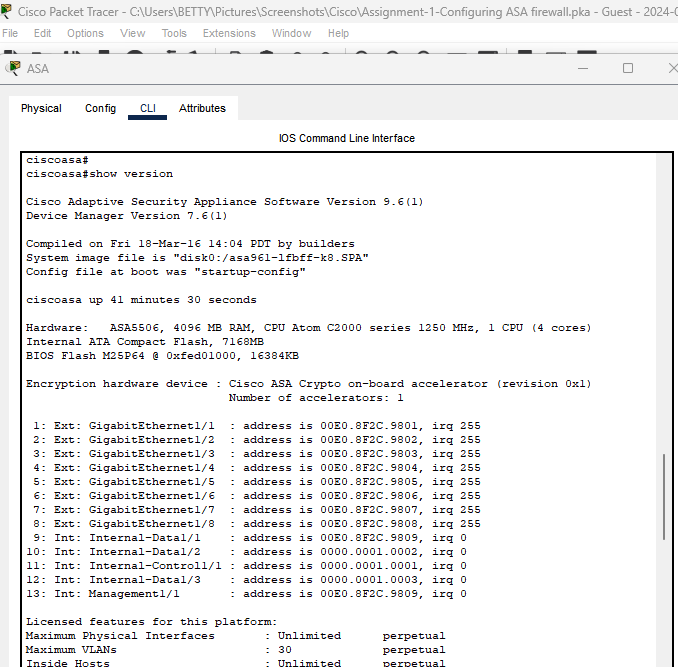 Cisco Packet Tracer - C:\Users\BETTY\Pictures\Screenshots\Cisco\Assignment-1-Configuring ASA firewall.pka - Guest - 2024-0
File Edit Options View Tools Extensions Window Help
ASA
Physical Config CLI Attributes
IOS Command Line Interface
ciscoasa#
ciscoasa#show version
Cisco Adaptive Security Appliance Software Version 9.6(1)
Device Manager Version 7.6(1)
Compiled on Fri 18-Mar-16 14:04 PDT by builders
System image file is "disk0:/asa961-lfbff-k8.SPA"
Config file at boot was "startup-config"
ciscoasa up 41 minutes 30 seconds
Hardware: ASA5506, 4096 MB RAM, CPU Atom C2000 series 1250 MHz, 1 CPU (4 cores)
Internal ATA Compact Flash, 7168MB
BIOS Flash M25P64 @ 0xfed01000, 16384KB
Encryption hardware device : Cisco ASA Crypto on-board accelerator (revision 0x1)
Number of accelerators: 1
1: Ext: GigabitEthernet1/1 : address is 00E0.8F2C.9801, irq 255
2: Ext: GigabitEthernet1/2 : address is 00E0.8F2C.9802, irq 255
3: Ext: GigabitEthernet1/3 : address is 00E0.8F2C.9803, irq 255
4: Ext: GigabitEthernet1/4 : address is 00E0.8F2C.9804, irq 255
5: Ext: GigabitEthernet1/5 : address is 00E0.8F2C.9805, irq 255
6: Ext: GigabitEthernet1/6 : address is 00E0.8F2C.9806, irq 255
7: Ext: GigabitEthernet1/7 : address is 00E0.8F2C.9807, irq 255
8: Ext: GigabitEthernet1/8 : address is 00E0.8F2C.9808, irq 255
9: Int: Internal-Data1/1 : address is 00E0.8F2C.9809, irq 0
10: Int: Internal-Data1/2 : address is 0000.0001.0002, irq 0
11: Int: Internal-Control1/1 : address is 0000.0001.0001, irq 0
12: Int: Internal-Data1/3 : address is 0000.0001.0003, irq 0
13: Int: Management1/1 : address is 00E0.8F2C.9809, irq 0
Licensed features for this platform:
Maximum Physical Interfaces : Unlimited perpetual
Maximum VLANs : 30 perpetual
Inside Hosts : Unlimited perpetual